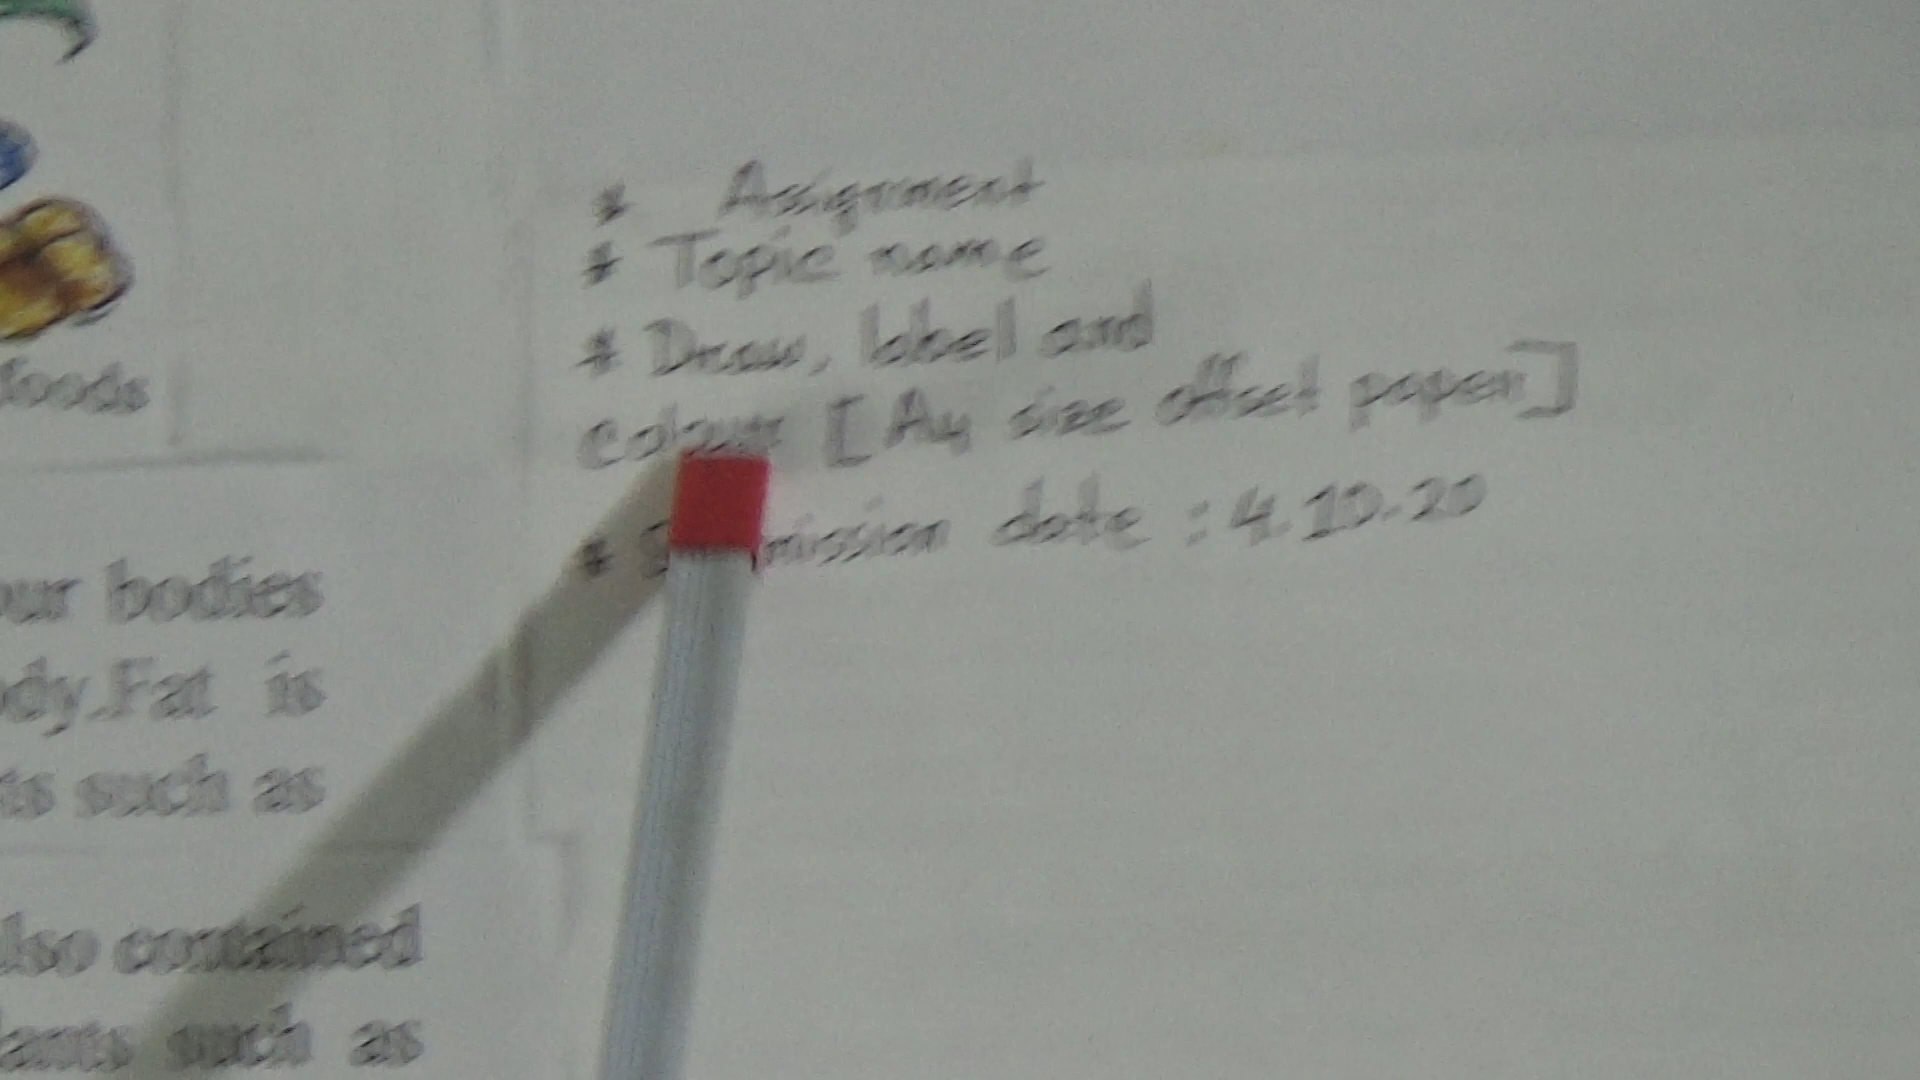 * Assignment
* Topic name
* Draw, label and
colour [A4 size offset paper]
* mission date : 4.10.20
foods
our bodies
Fat is
such as
also contained
such as